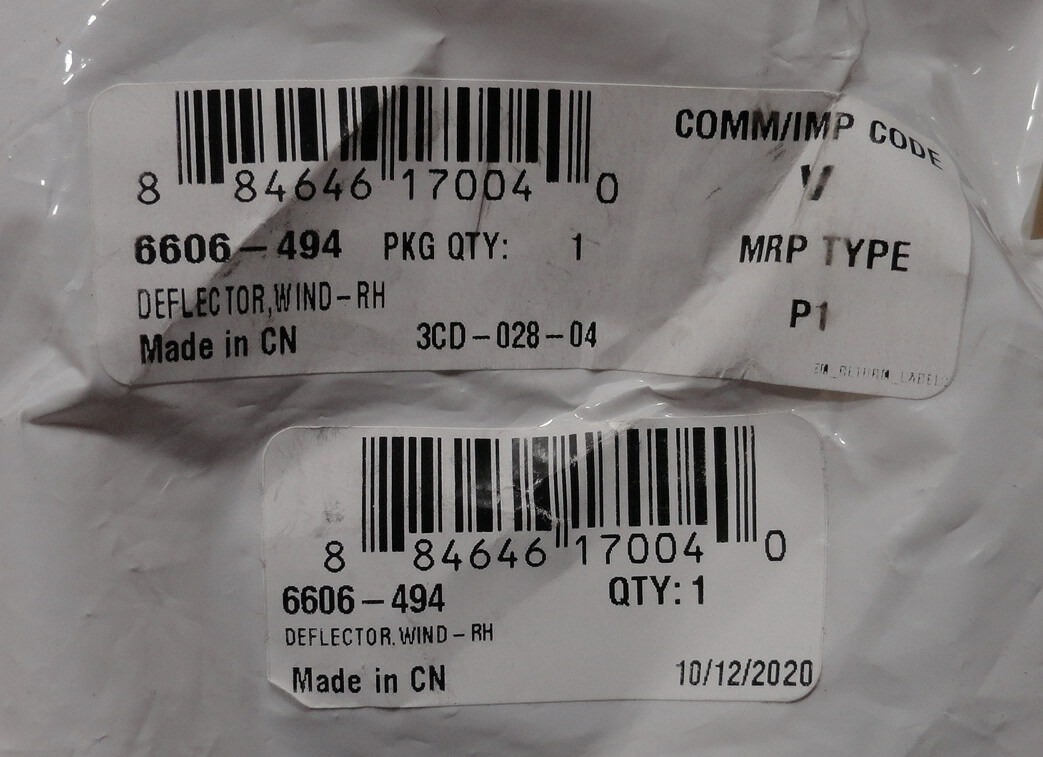 8 84646 17004 0
COMM/IMP CODE
V
6606-494 PKG QTY: 1
MRP TYPE
DEFLECTOR,WIND-RH
P1
Made in CN 3CD-028-04
8 84646 17004 0
6606-494 QTY: 1
DEFLECTOR,WIND-RH
Made in CN 10/12/2020